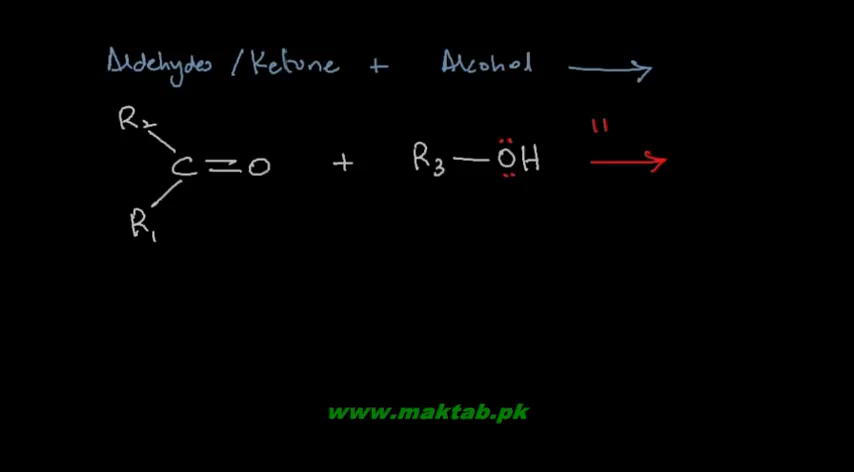 Aldehydes / Ketone + Alcohol ⟶
R2
C=O + R3—OH "⟶
R1
www.maktab.pk